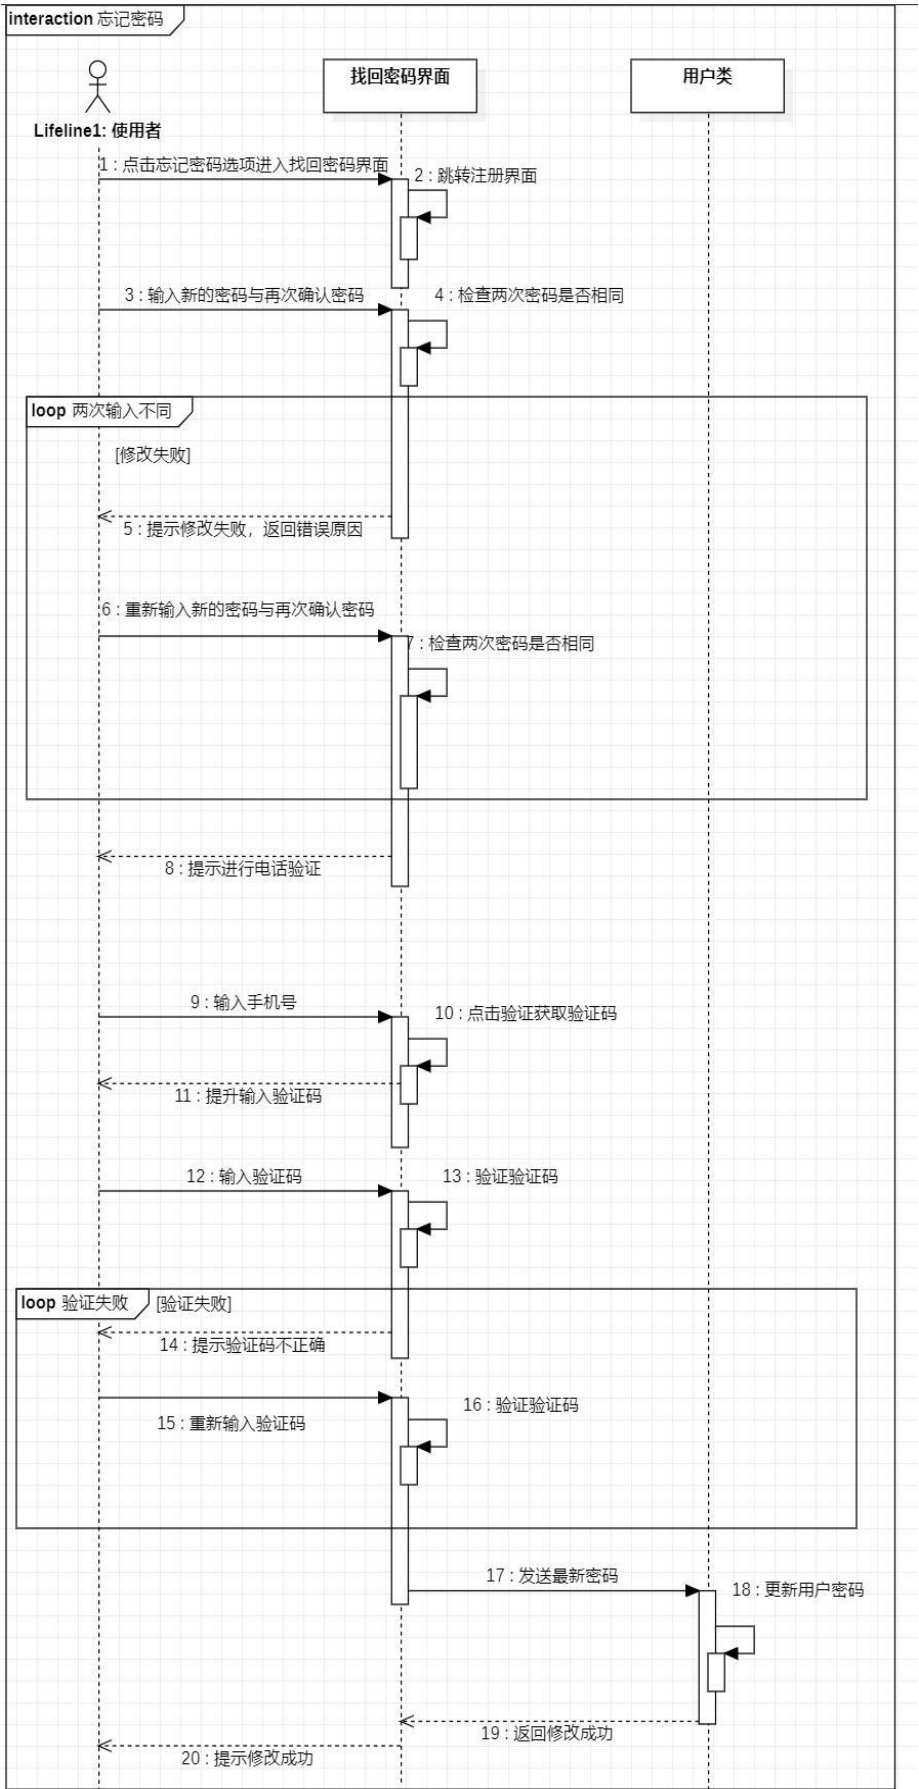 interaction 忘记密码
找回密码界面
用户类
Lifeline1: 使用者
1 : 点击忘记密码选项进入找回密码界面
2 : 跳转注册界面
3 : 输入新的密码与再次确认密码
4 : 检查两次密码是否相同
loop 两次输入不同
[修改失败]
5 : 提示修改失败，返回错误原因
6 : 重新输入新的密码与再次确认密码
7 : 检查两次密码是否相同
8 : 提示进行电话验证
9 : 输入手机号
10 : 点击验证获取验证码
11 : 提升输入验证码
12 : 输入验证码
13 : 验证验证码
loop 验证失败
[验证失败]
14 : 提示验证码不正确
15 : 重新输入验证码
16 : 验证验证码
17 : 发送最新密码
18 : 更新用户密码
19 : 返回修改成功
20 : 提示修改成功